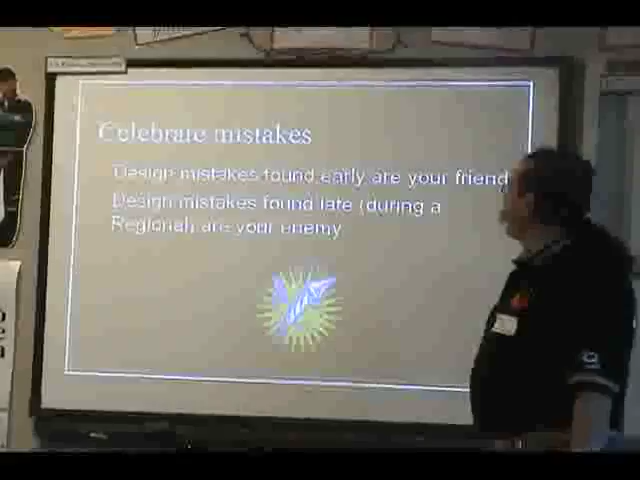 Celebrate mistakes
Design mistakes found early are your friend
Design mistakes found late (during a
Regional) are your enemy